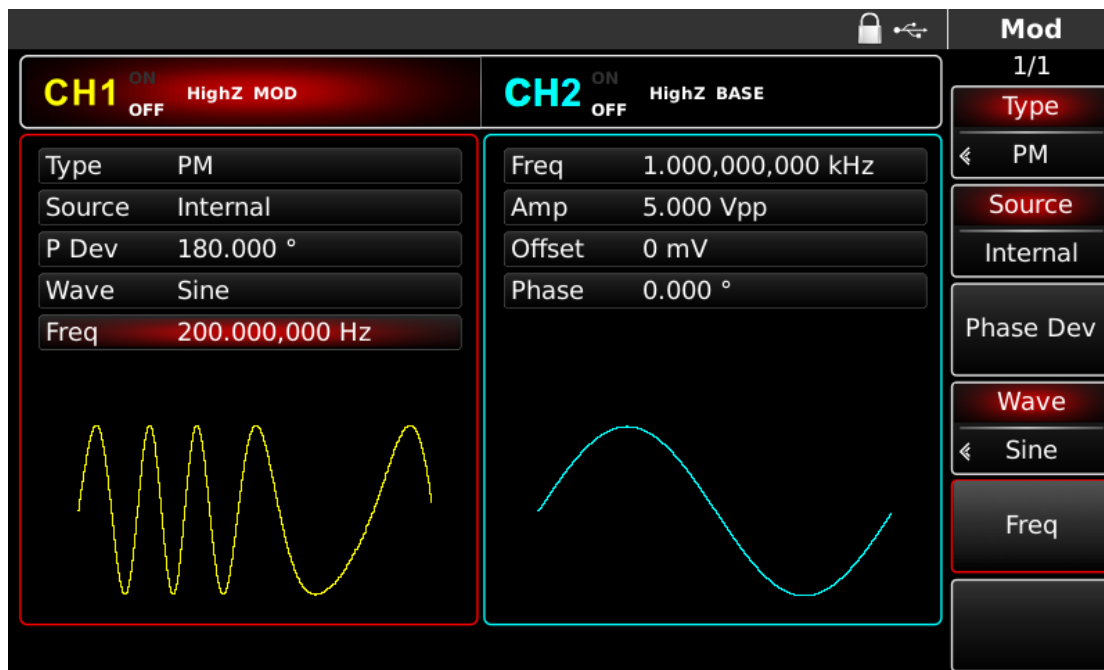 Mod
1/1
CH1 ON OFF HighZ MOD
CH2 ON OFF HighZ BASE
Type PM
Source Internal
P Dev 180.000 °
Wave Sine
Freq 200.000,000 Hz
Freq 1.000,000,000 kHz
Amp 5.000 Vpp
Offset 0 mV
Phase 0.000 °
Type
PM
Source
Internal
Phase Dev
Wave
Sine
Freq